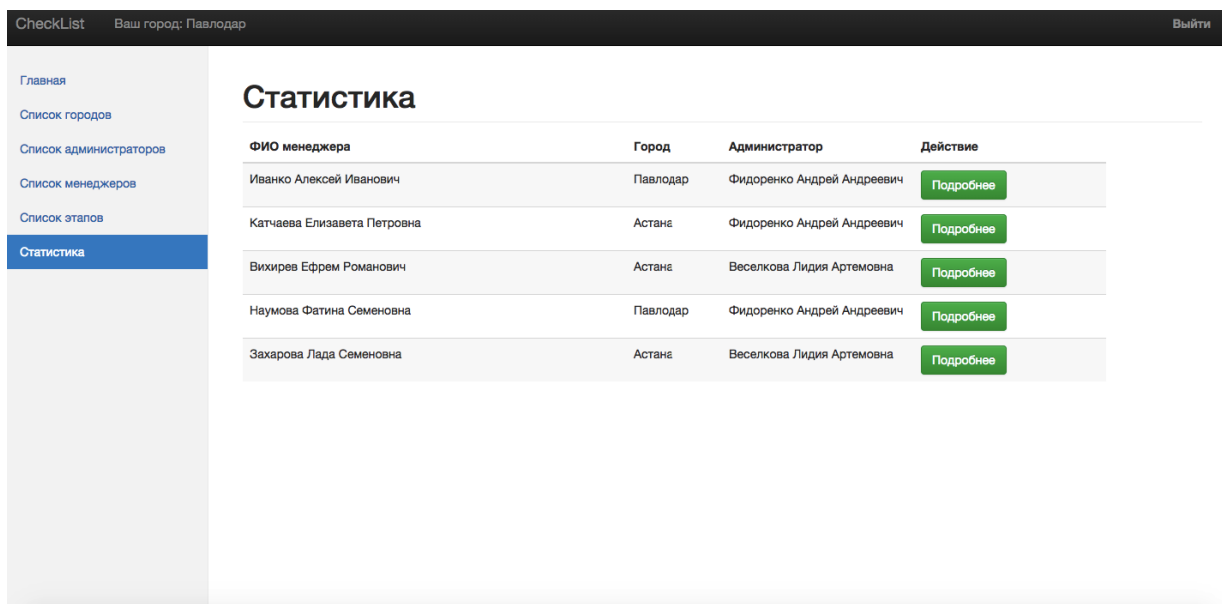 CheckList Ваш город: Павлодар Выйти
Главная
Список городов
Список администраторов
Список менеджеров
Список этапов
Статистика
Статистика
ФИО менеджера Город Администратор Действие
Иванко Алексей Иванович Павлодар Фидоренко Андрей Андреевич Подробнее
Катчаева Елизавета Петровна Астана Фидоренко Андрей Андреевич Подробнее
Вихирев Ефрем Романович Астана Веселкова Лидия Артемовна Подробнее
Наумова Фатина Семеновна Павлодар Фидоренко Андрей Андреевич Подробнее
Захарова Лада Семеновна Астана Веселкова Лидия Артемовна Подробнее